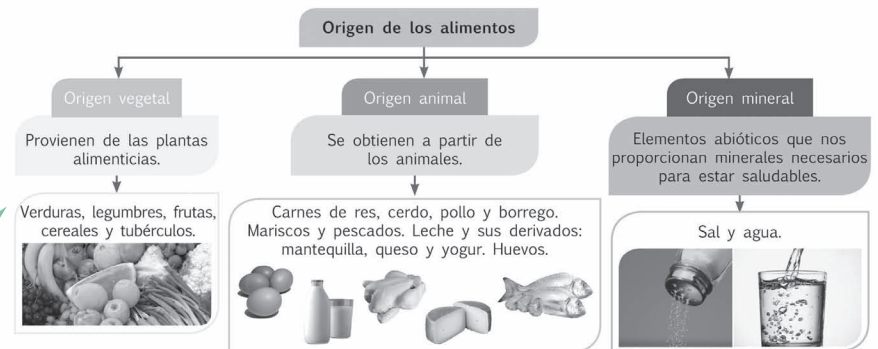 Origen de los alimentos
Origen vegetal
Provienen de las plantas
alimenticias.
Verduras, legumbres, frutas,
cereales y tubérculos.
Origen animal
Se obtienen a partir de
los animales.
Carnes de res, cerdo, pollo y borrego.
Mariscos y pescados. Leche y sus derivados:
mantequilla, queso y yogur. Huevos.
Origen mineral
Elementos abióticos que nos
proporcionan minerales necesarios
para estar saludables.
Sal y agua.